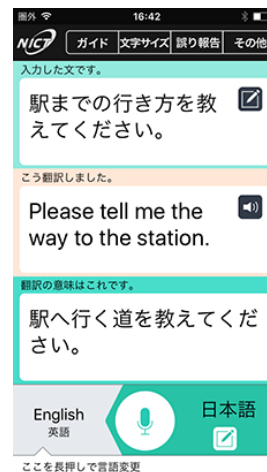 圏外 16:42
NICT ガイド 文字サイズ 誤り報告 その他
入力した文です。
駅までの行き方を教
えてください。
こう翻訳しました。
Please tell me the
way to the station.
翻訳の意味はこれです。
駅へ行く道を教えてくだ
さい。
English 日本語
英語
ここを長押しで言語変更